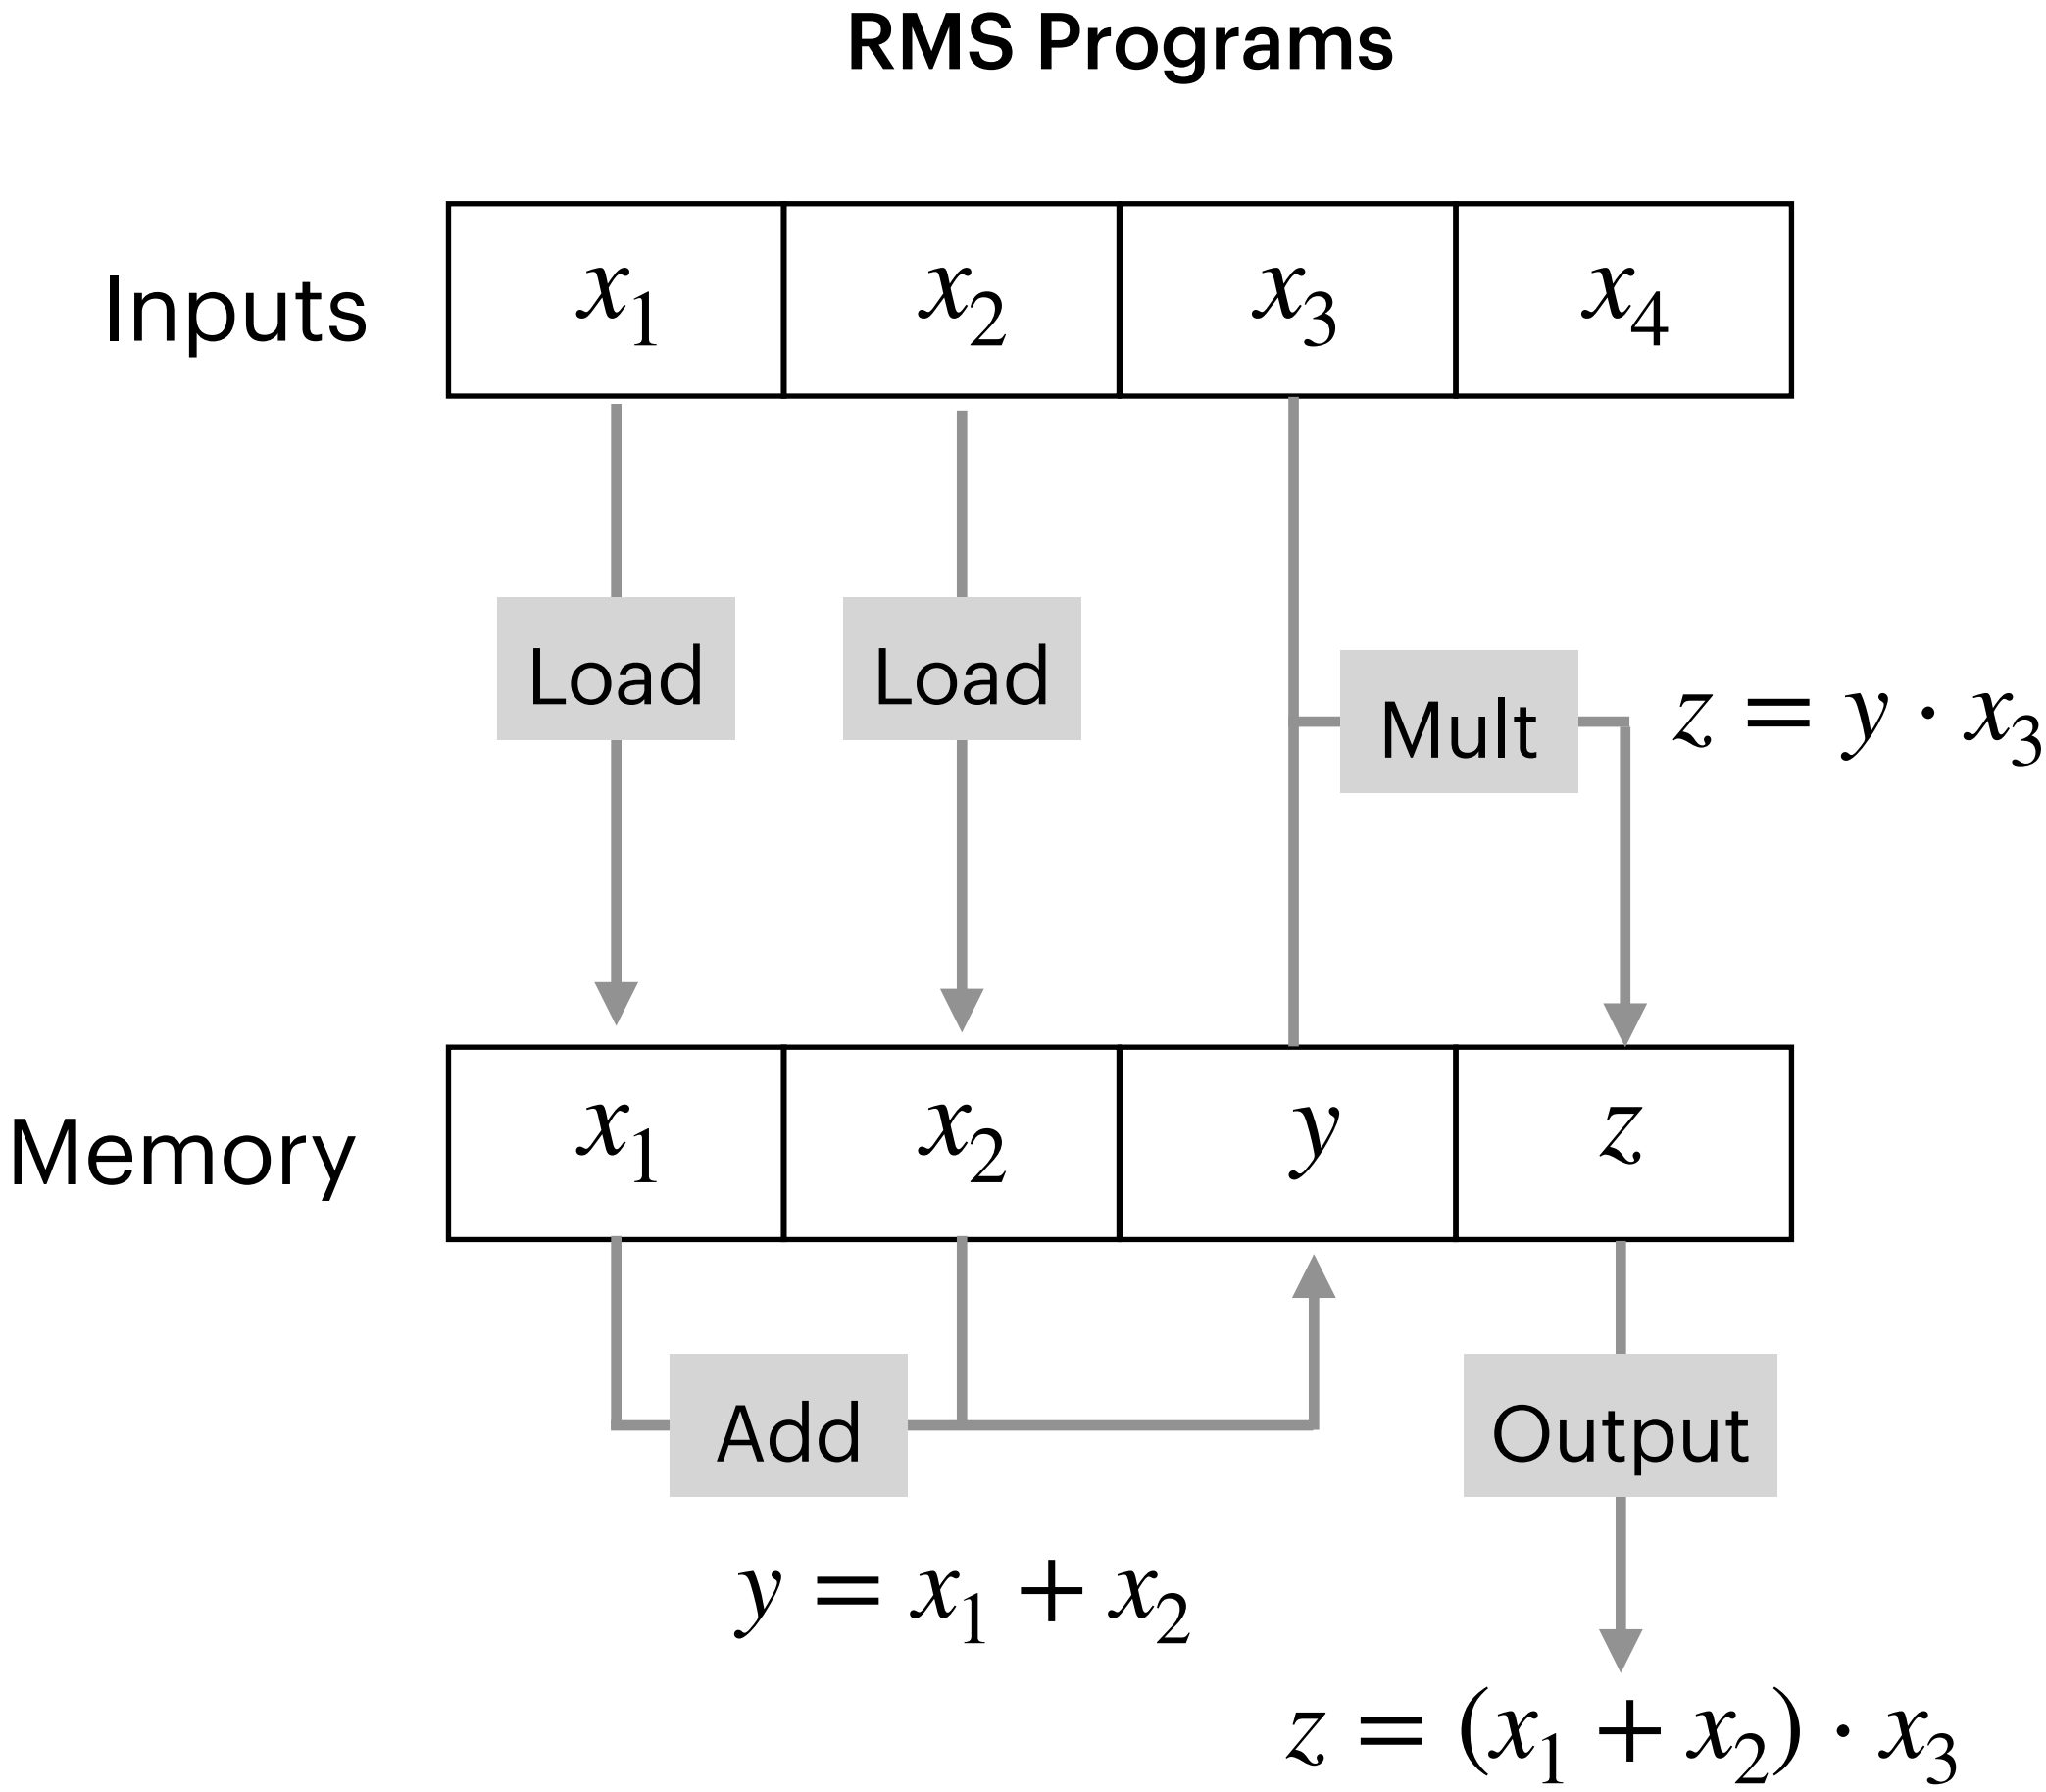 RMS Programs
Inputs x₁ x₂ x₃ x₄
Load Load Mult z = y · x₃
Memory x₁ x₂ y z
Add Output
y = x₁ + x₂
z = (x₁ + x₂) · x₃